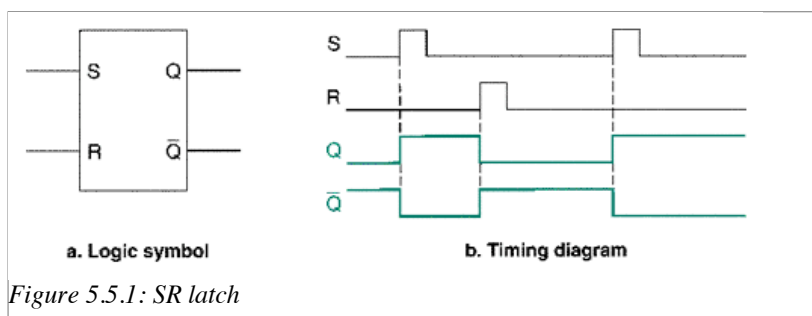 S Q
R Q̅
a. Logic symbol
S
R
Q
Q̅
b. Timing diagram
Figure 5.5.1: SR latch